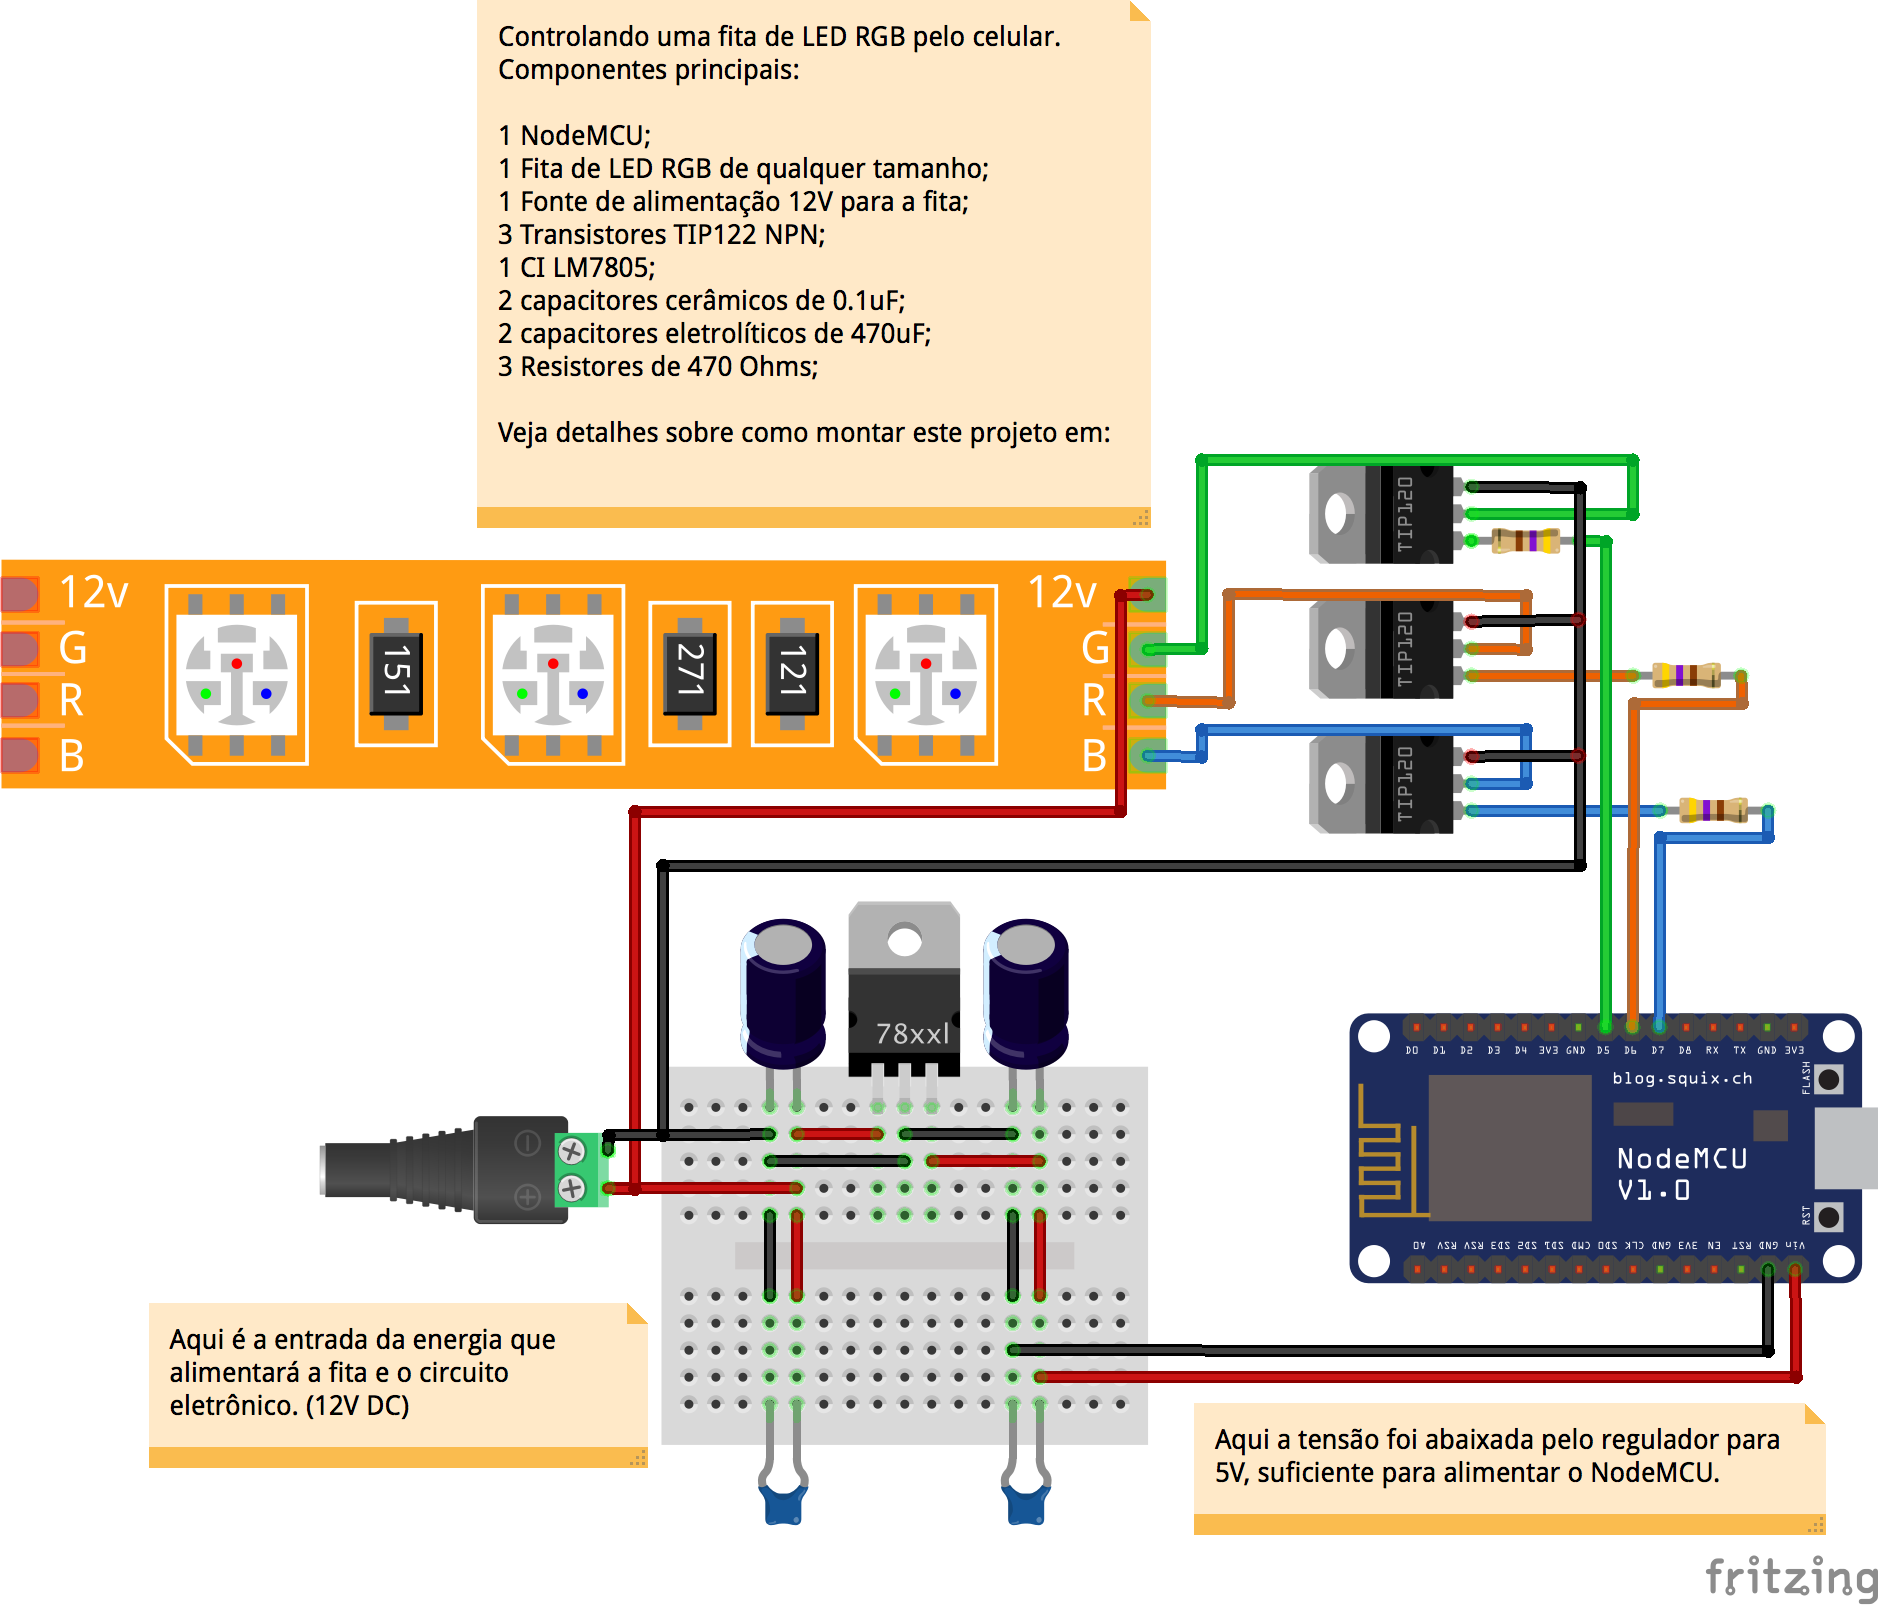 Controlando uma fita de LED RGB pelo celular.
Componentes principais:
1 NodeMCU;
1 Fita de LED RGB de qualquer tamanho;
1 Fonte de alimentação 12V para a fita;
3 Transistores TIP122 NPN;
1 CI LM7805;
2 capacitores cerâmicos de 0.1uF;
2 capacitores eletrolíticos de 470uF;
3 Resistores de 470 Ohms;
Veja detalhes sobre como montar este projeto em:
TIP120
12v
G
R
B
151
271
121
12v
G
R
B
TIP120
TIP120
78xxl
D0 D1 D2 D3 D4 3V3 GND D5 D6 D7 D8 RX TX GND 3V3
blog.squix.ch
FLASH
NodeMCU
V1.0
RST
A0 RSV RSV SD3 SD2 SD1 CMD SD0 CLK GND 3V3 EN RST GND Vin
Aqui é a entrada da energia que
alimentará a fita e o circuito
eletrônico. (12V DC)
Aqui a tensão foi abaixada pelo regulador para
5V, suficiente para alimentar o NodeMCU.
fritzing